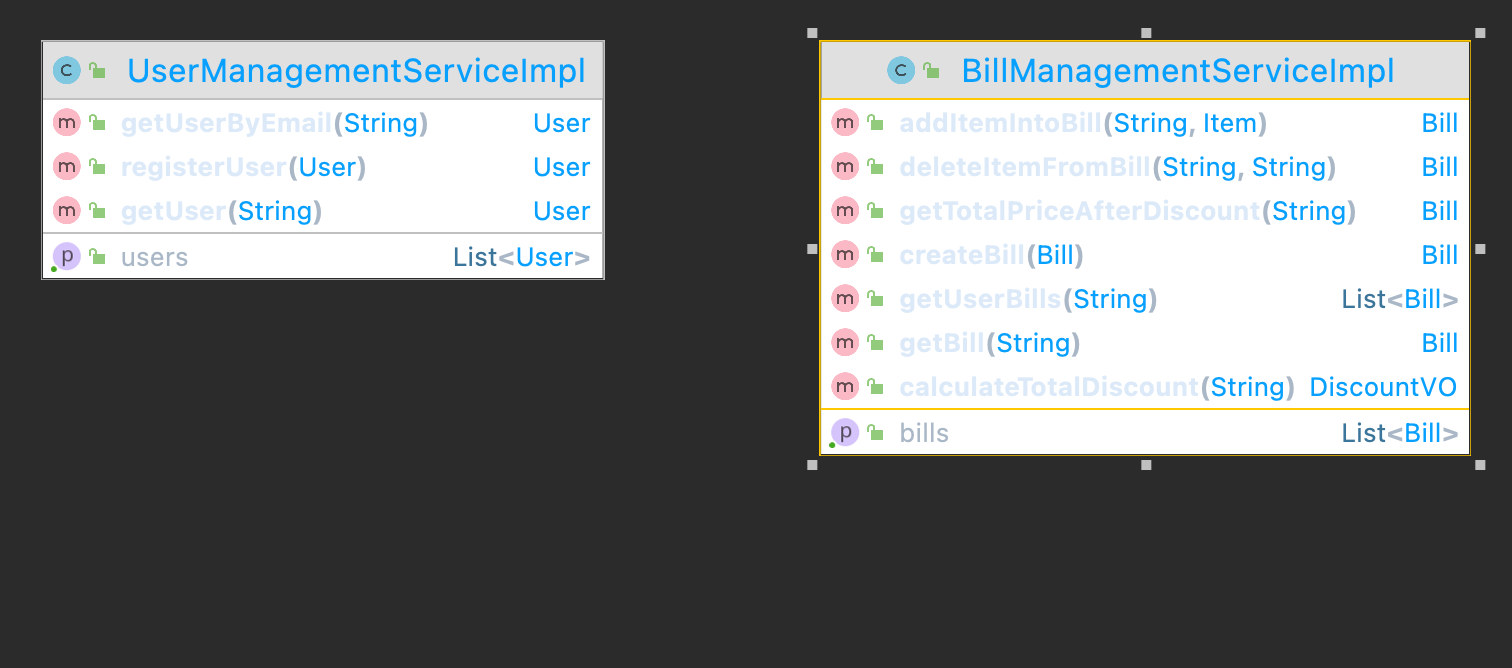 C UserManagementServiceImpl
m getUserByEmail(String) User
m registerUser(User) User
m getUser(String) User
p users List<User>
C BillManagementServiceImpl
m addItemIntoBill(String, Item) Bill
m deleteItemFromBill(String, String) Bill
m getTotalPriceAfterDiscount(String) Bill
m createBill(Bill) Bill
m getUserBills(String) List<Bill>
m getBill(String) Bill
m calculateTotalDiscount(String) DiscountVO
p bills List<Bill>